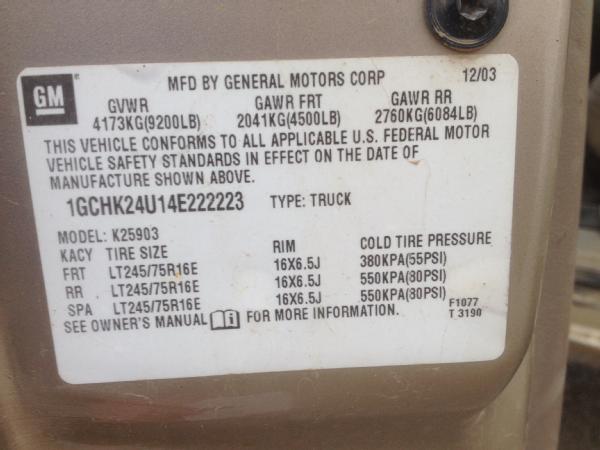 GM MFD BY GENERAL MOTORS CORP 12/03
GVWR GAWR FRT GAWR RR
4173KG(9200LB) 2041KG(4500LB) 2760KG(6084LB)
THIS VEHICLE CONFORMS TO ALL APPLICABLE U.S. FEDERAL MOTOR
VEHICLE SAFETY STANDARDS IN EFFECT ON THE DATE OF
MANUFACTURE SHOWN ABOVE.
1GCHK24U14E222223 TYPE: TRUCK
MODEL: K25903
KACY TIRE SIZE RIM COLD TIRE PRESSURE
FRT LT245/75R16E 16X6.5J 380KPA(55PSI)
RR LT245/75R16E 16X6.5J 550KPA(80PSI)
SPA LT245/75R16E 16X6.5J 550KPA(80PSI)
SEE OWNER'S MANUAL i FOR MORE INFORMATION.
F1077
T 3190